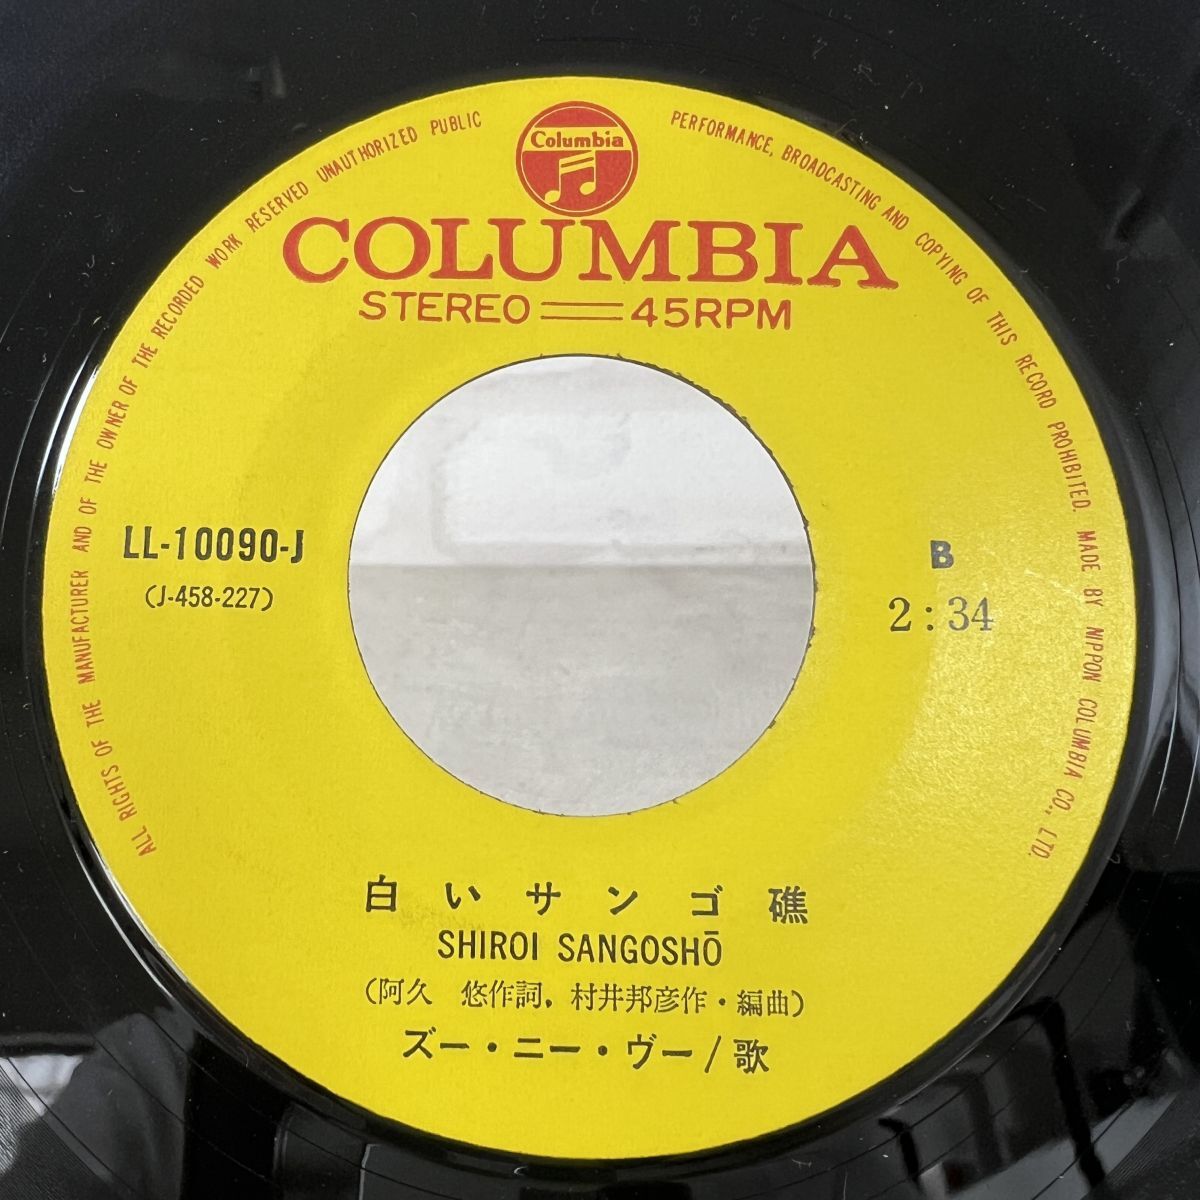 Columbia
COLUMBIA
STEREO 45RPM
ALL RIGHTS OF THE MANUFACTURER AND OF THE OWNER OF THE RECORDED WORK RESERVED UNAUTHORIZED PUBLIC PERFORMANCE, BROADCASTING AND COPYING OF THIS RECORD PROHIBITED. MADE BY NIPPON COLUMBIA CO., LTD.
LL-10090-J
(J-458-227)
B
2:34
白いサンゴ礁
SHIROI SANGOSHŌ
(阿久 悠作詞, 村井邦彦作・編曲)
ズー・ニー・ヴー/歌